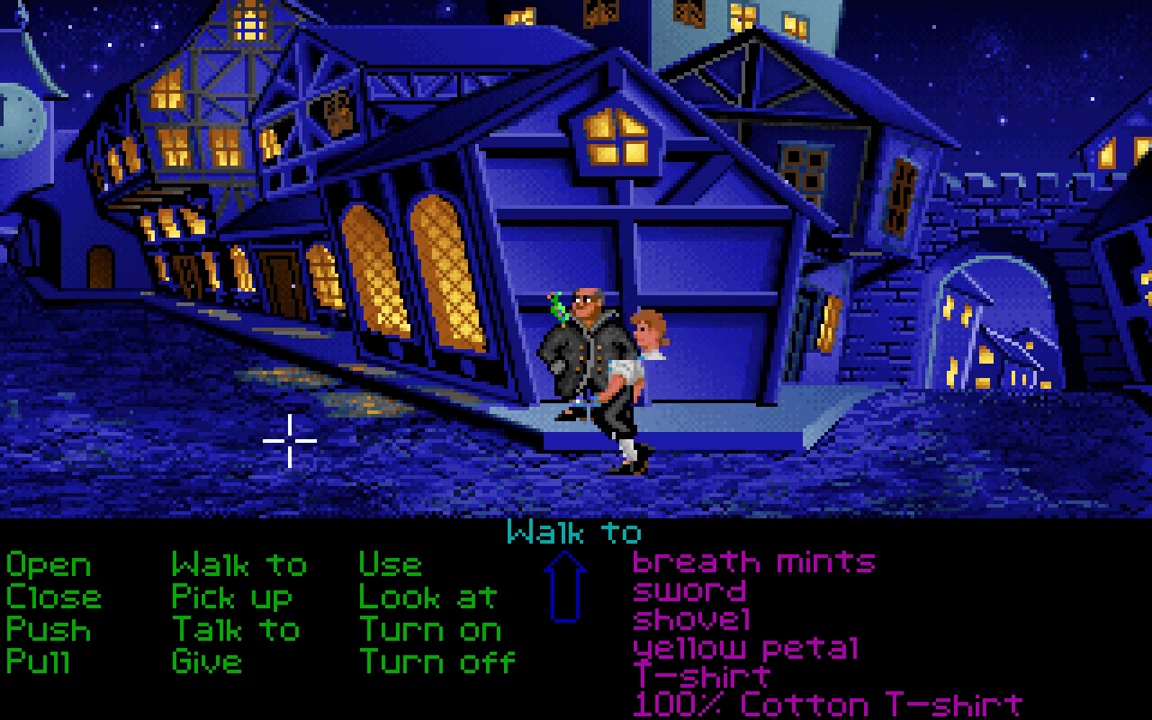 Walk to
Open Walk to Use
Close Pick up Look at
Push Talk to Turn on
Pull Give Turn off
breath mints
sword
shovel
yellow petal
T-shirt
100% Cotton T-shirt